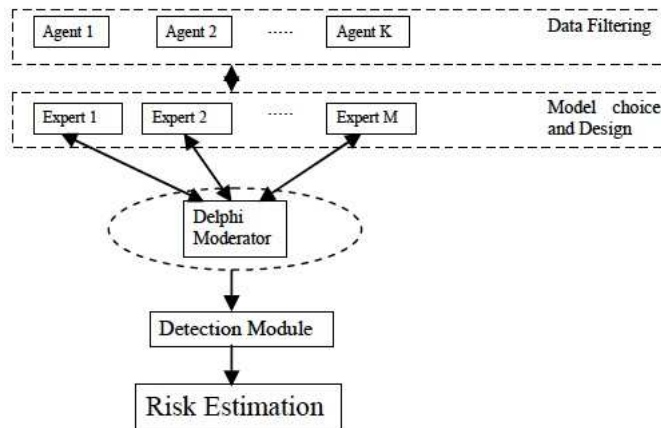 Agent 1
Agent 2
.....
Agent K
Data Filtering
Expert 1
Expert 2
.....
Expert M
Model choice
and Design
Delphi
Moderator
Detection Module
Risk Estimation